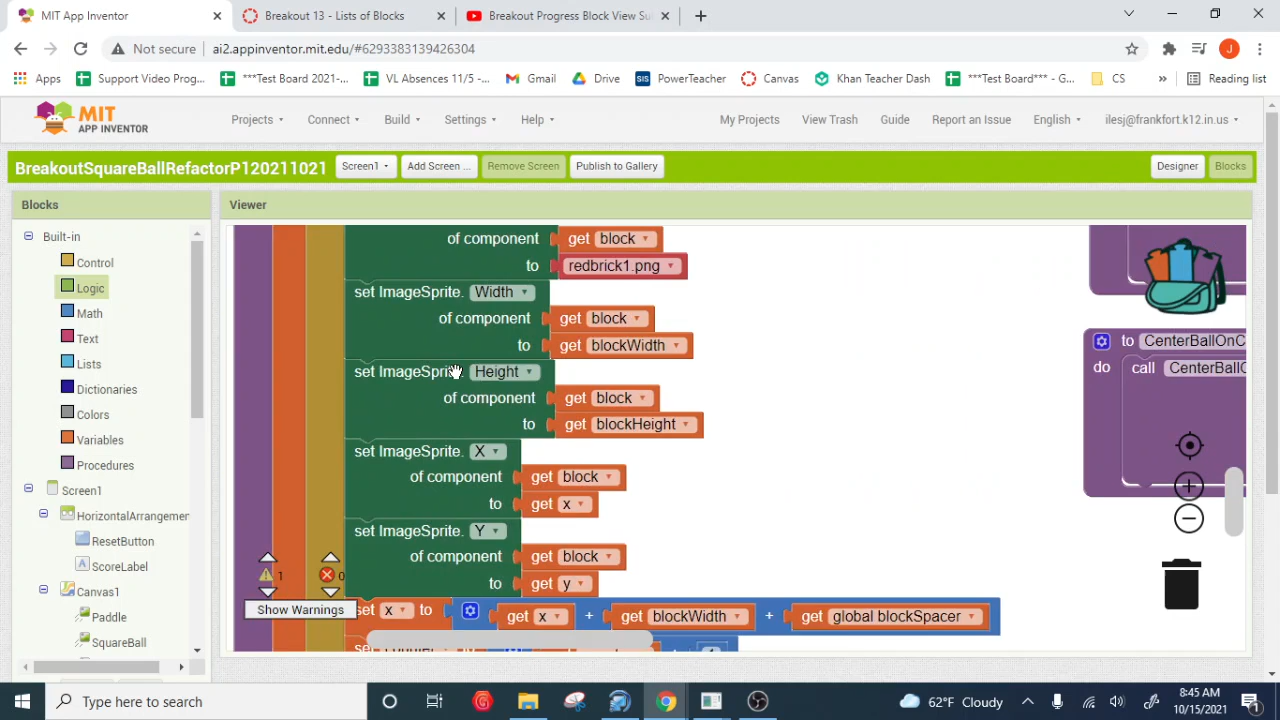 MIT App Inventor
Breakout 13 - Lists of Blocks
Breakout Progress Block View Su
Not secure
ai2.appinventor.mit.edu/#6293383139426304
J
Apps
Support Video Prog...
***Test Board 2021-...
VL Absences 11/5 -...
Gmail
Drive
SIS PowerTeacher
Canvas
Khan Teacher Dash
***Test Board*** - G...
CS
»
Reading list
MIT
APP INVENTOR
Projects
Connect
Build
Settings
Help
My Projects
View Trash
Guide
Report an Issue
English
ilesj@frankfort.k12.in.us
BreakoutSquareBallRefactorP120211021
Screen1
Add Screen ...
Remove Screen
Publish to Gallery
Designer
Blocks
Blocks
Viewer
Built-in
Control
Logic
Math
Text
Lists
Dictionaries
Colors
Variables
Procedures
Screen1
HorizontalArrangemen
ResetButton
A ScoreLabel
Canvas1
Paddle
SquareBall
of component get block
to redbrick1.png
set ImageSprite. Width
of component get block
to get blockWidth
set ImageSprite. Height
of component get block
to get blockHeight
set ImageSprite. X
of component get block
to get x
set ImageSprite. Y
of component get block
to get y
set x to get x + get blockWidth + get global blockSpacer
to CenterBallOnC
do call CenterBallO
1
0
Show Warnings
Type here to search
62°F Cloudy
8:45 AM
10/15/2021
1